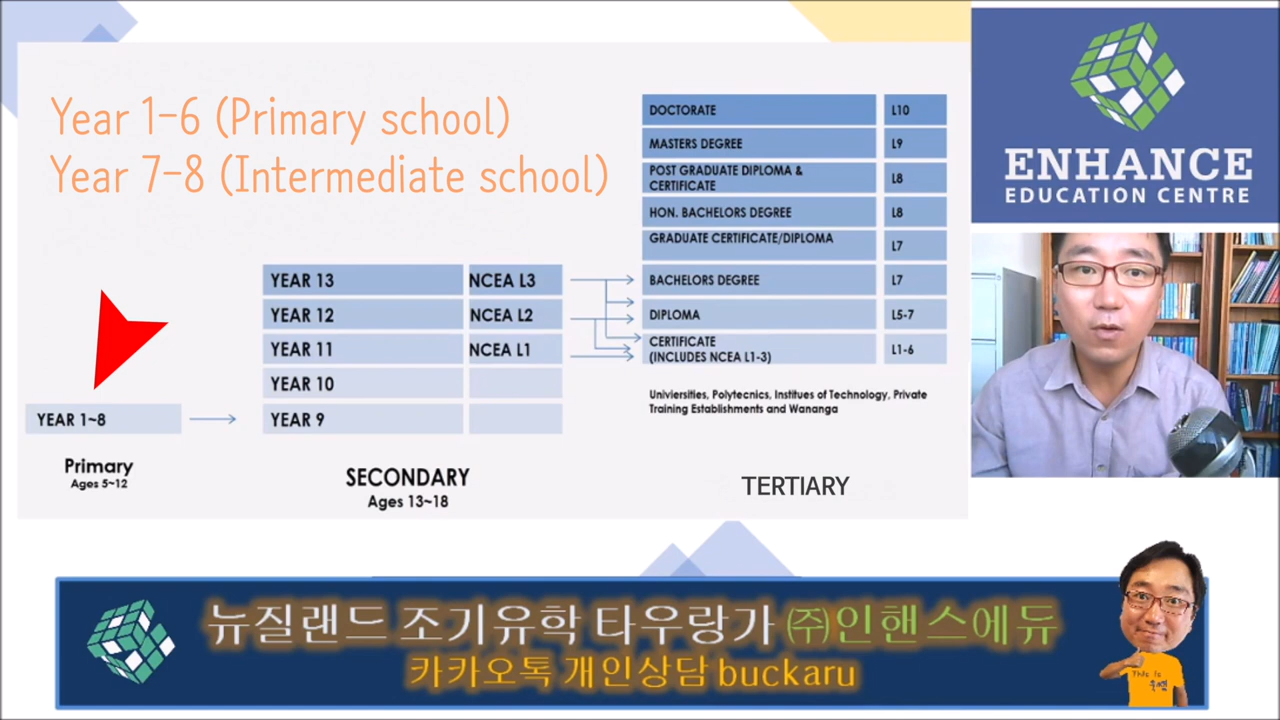 Year 1-6 (Primary school)
Year 7-8 (Intermediate school)
YEAR 1~8
Primary
Ages 5~12
YEAR 13 NCEA L3
YEAR 12 NCEA L2
YEAR 11 NCEA L1
YEAR 10
YEAR 9
SECONDARY
Ages 13~18
DOCTORATE L10
MASTERS DEGREE L9
POST GRADUATE DIPLOMA &
CERTIFICATE L8
HON. BACHELORS DEGREE L8
GRADUATE CERTIFICATE/DIPLOMA L7
BACHELORS DEGREE L7
DIPLOMA L5-7
CERTIFICATE
(INCLUDES NCEA L1-3) L1-6
Univiersities, Polytecnics, Institues of Technology, Private
Training Establishments and Wananga
TERTIARY
ENHANCE
EDUCATION CENTRE
뉴질랜드 조기유학 타우랑가 ㈜인핸스에듀
카카오톡 개인상담 buckaru
This is